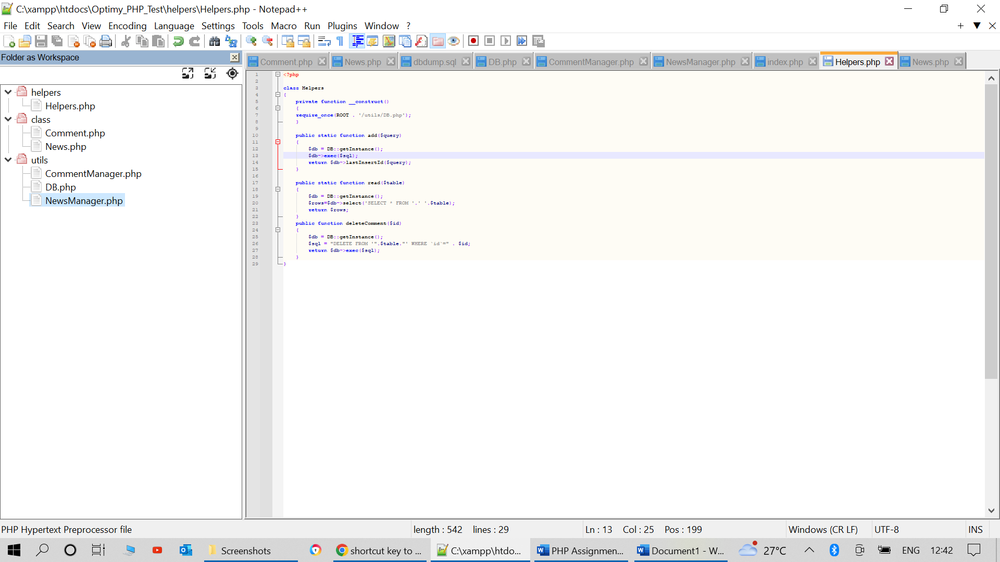 C:\xampp\htdocs\Optimy_PHP_Test\helpers\Helpers.php - Notepad++
File Edit Search View Encoding Language Settings Tools Macro Run Plugins Window ?
Folder as Workspace
Comment.php News.php dbdump.sql DB.php CommentManager.php NewsManager.php index.php Helpers.php News.php
helpers
Helpers.php
class
Comment.php
News.php
utils
CommentManager.php
DB.php
NewsManager.php
1 <?php
2
3 class Helpers
4 {
5 private function __construct()
6 {
7 require_once(ROOT . '/utils/DB.php');
8 }
9
10 public static function add($query)
11 {
12 $db = DB::getInstance();
13 $db->exec($sql);
14 return $db->lastInsertId($query);
15 }
16
17 public static function read($table)
18 {
19 $db = DB::getInstance();
20 $rows=$db->select('SELECT * FROM '.' '.$table);
21 return $rows;
22 }
23 public function deleteComment($id)
24 {
25 $db = DB::getInstance();
26 $sql = "DELETE FROM '".$table."' WHERE `id`=" . $id;
27 return $db->exec($sql);
28 }
29 }
PHP Hypertext Preprocessor file length : 542 lines : 29 Ln : 13 Col : 25 Pos : 199 Windows (CR LF) UTF-8 INS
Screenshots shortcut key to ... C:\xampp\htdo... PHP Assignmen... Document1 - W... 27°C ENG 12:42